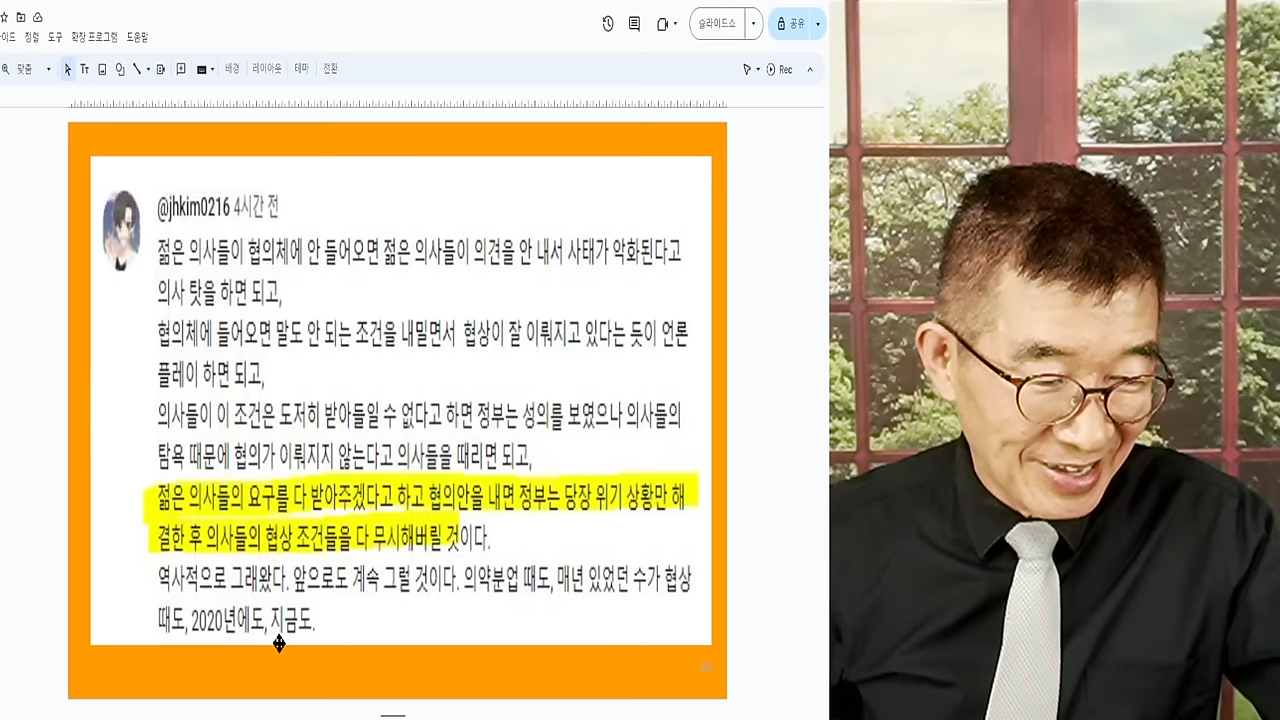 이드 정렬 도구 확장 프로그램 도움말
슬라이드쇼
공유
맞춤
Tт
배경 레이아웃 테마 전환
Rec
@jhkim0216 4시간 전
젊은 의사들이 협의체에 안 들어오면 젊은 의사들이 의견을 안 내서 사태가 악화된다고
의사 탓을 하면 되고,
협의체에 들어오면 말도 안 되는 조건을 내밀면서 협상이 잘 이뤄지고 있다는 듯이 언론
플레이 하면 되고,
의사들이 이 조건은 도저히 받아들일 수 없다고 하면 정부는 성의를 보였으나 의사들의
탐욕 때문에 협의가 이뤄지지 않는다고 의사들을 때리면 되고,
젊은 의사들의 요구를 다 받아주겠다고 하고 협의안을 내면 정부는 당장 위기 상황만 해
결한 후 의사들의 협상 조건들을 다 무시해버릴 것이다.
역사적으로 그래왔다. 앞으로도 계속 그럴 것이다. 의약분업 때도, 매년 있었던 수가 협상
때도, 2020년에도, 지금도.